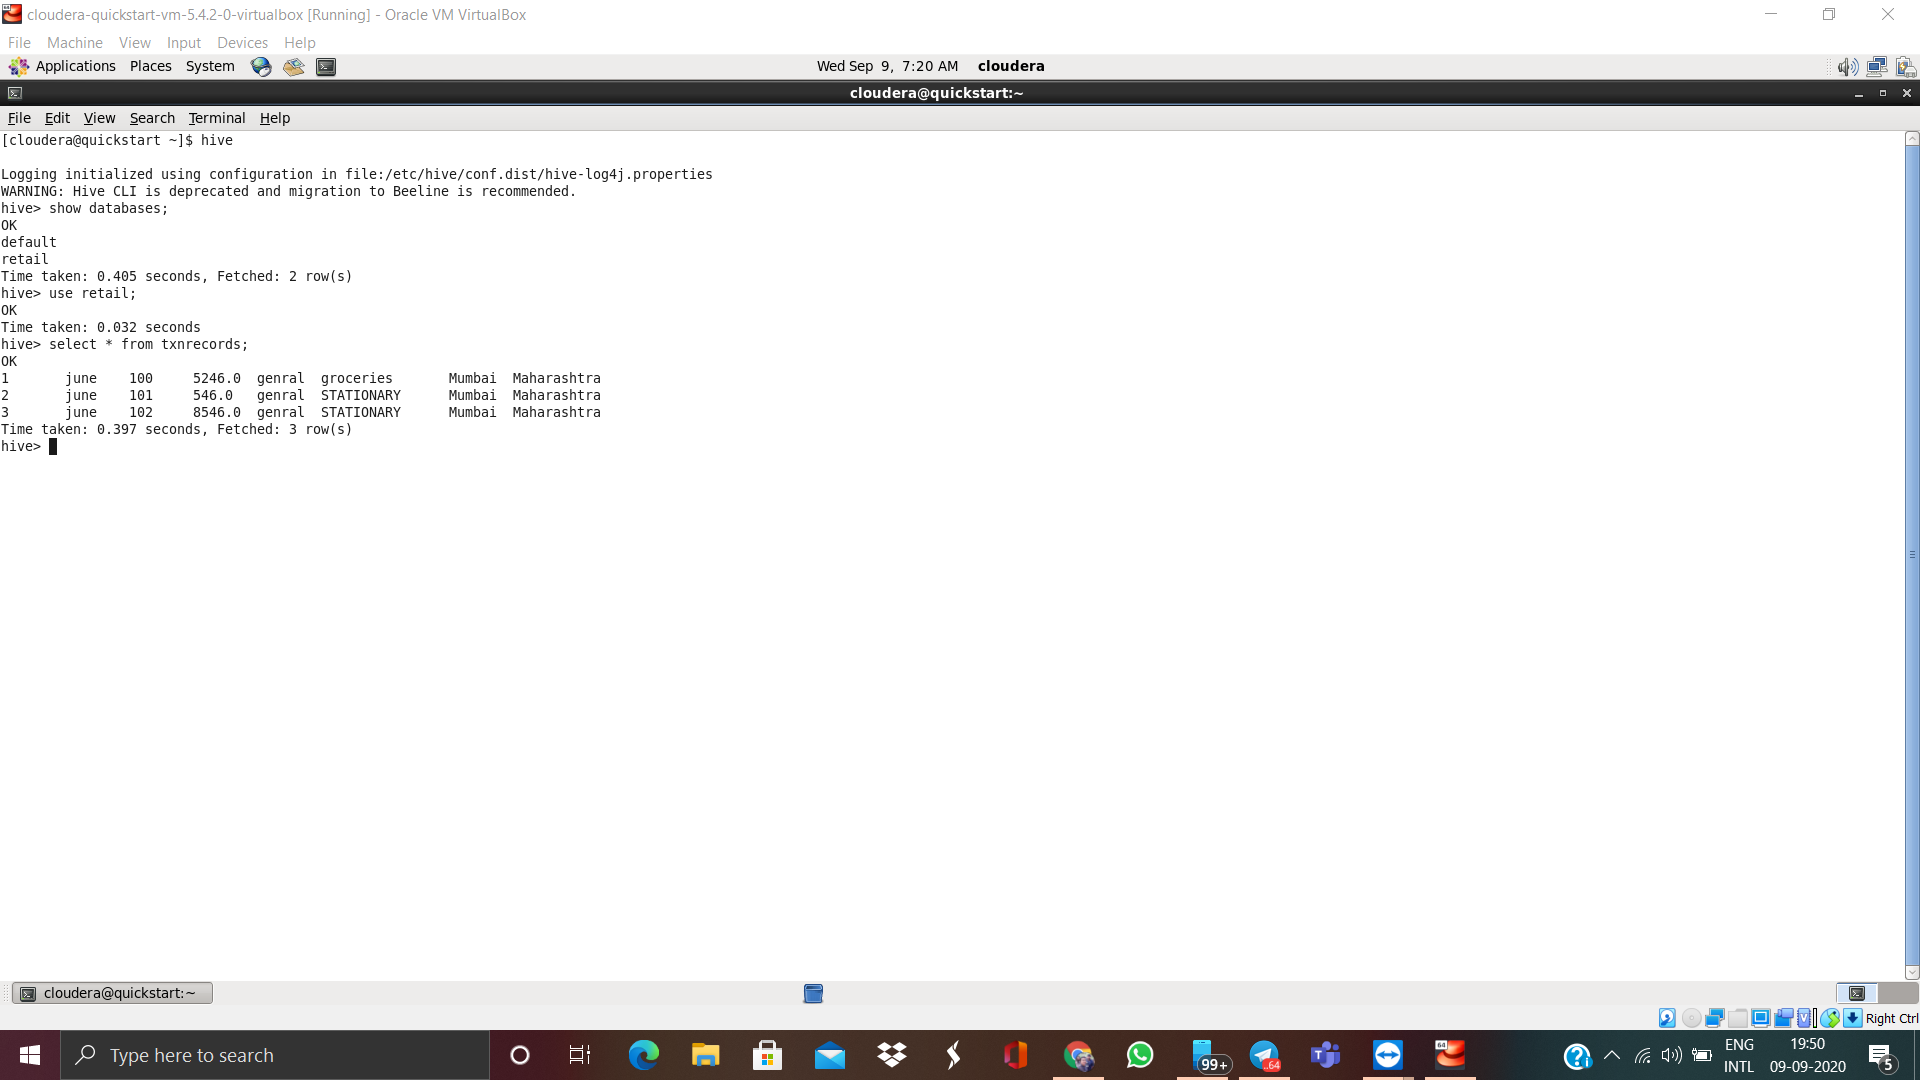 cloudera-quickstart-vm-5.4.2-0-virtualbox [Running] - Oracle VM VirtualBox
File Machine View Input Devices Help
Applications Places System Wed Sep 9, 7:20 AM cloudera
cloudera@quickstart:~
File Edit View Search Terminal Help
[cloudera@quickstart ~]$ hive
Logging initialized using configuration in file:/etc/hive/conf.dist/hive-log4j.properties
WARNING: Hive CLI is deprecated and migration to Beeline is recommended.
hive> show databases;
OK
default
retail
Time taken: 0.405 seconds, Fetched: 2 row(s)
hive> use retail;
OK
Time taken: 0.032 seconds
hive> select * from txnrecords;
OK
1 june 100 5246.0 genral groceries Mumbai Maharashtra
2 june 101 546.0 genral STATIONARY Mumbai Maharashtra
3 june 102 8546.0 genral STATIONARY Mumbai Maharashtra
Time taken: 0.397 seconds, Fetched: 3 row(s)
hive>
cloudera@quickstart:~
Right Ctrl
Type here to search
99+
..64
64
ENG
INTL
19:50
09-09-2020
5